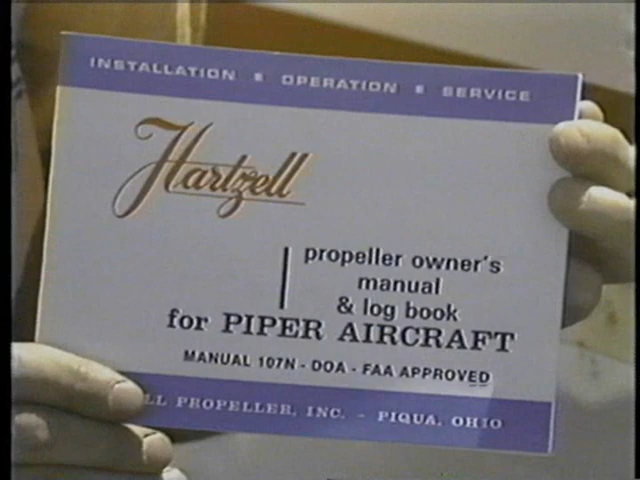 INSTALLATION ▪ OPERATION ▪ SERVICE
Hartzell
propeller owner's
manual
& log book
for PIPER AIRCRAFT
MANUAL 107N - DOA - FAA APPROVED
LL PROPELLER, INC. - PIQUA, OHIO